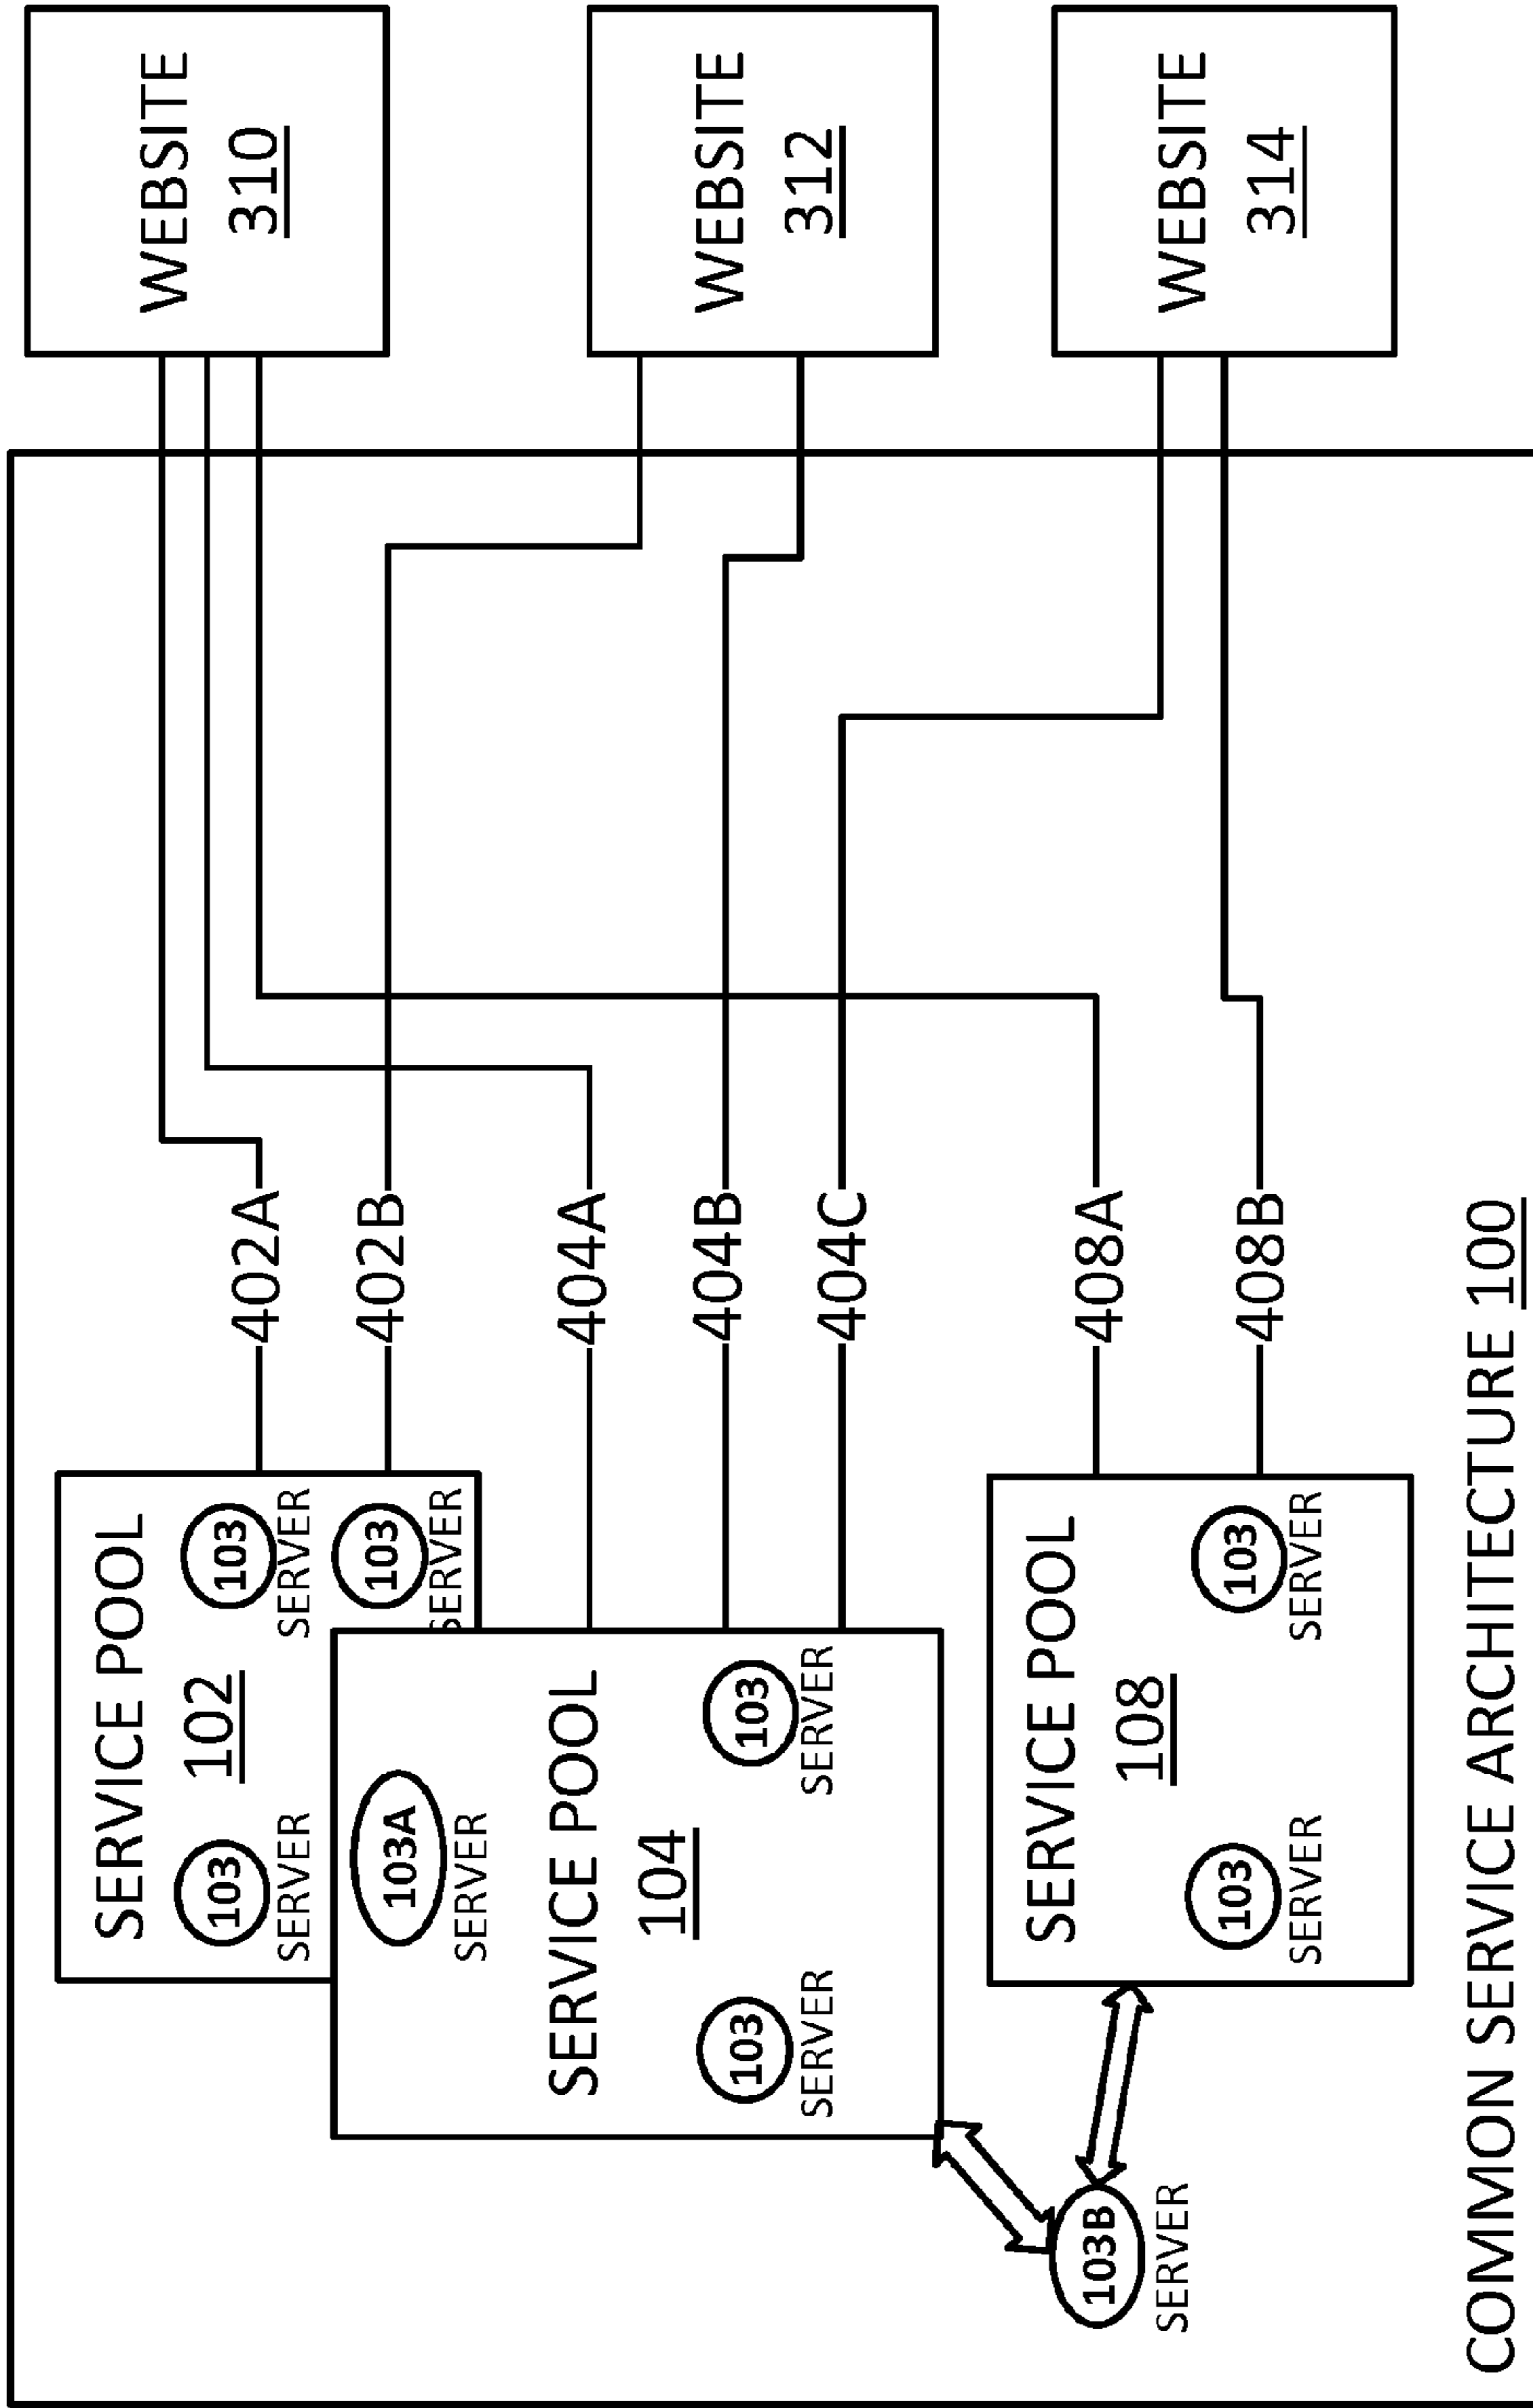 SERVICE POOL
102
103
SERVER
103
SERVER
103
SERVER
103A
SERVER
SERVICE POOL
104
103
SERVER
103
SERVER
103B
SERVER
SERVICE POOL
108
103
SERVER
103
SERVER
402A
402B
404A
404B
404C
408A
408B
WEBSITE
310
WEBSITE
312
WEBSITE
314
COMMON SERVICE ARCHITECTURE 100